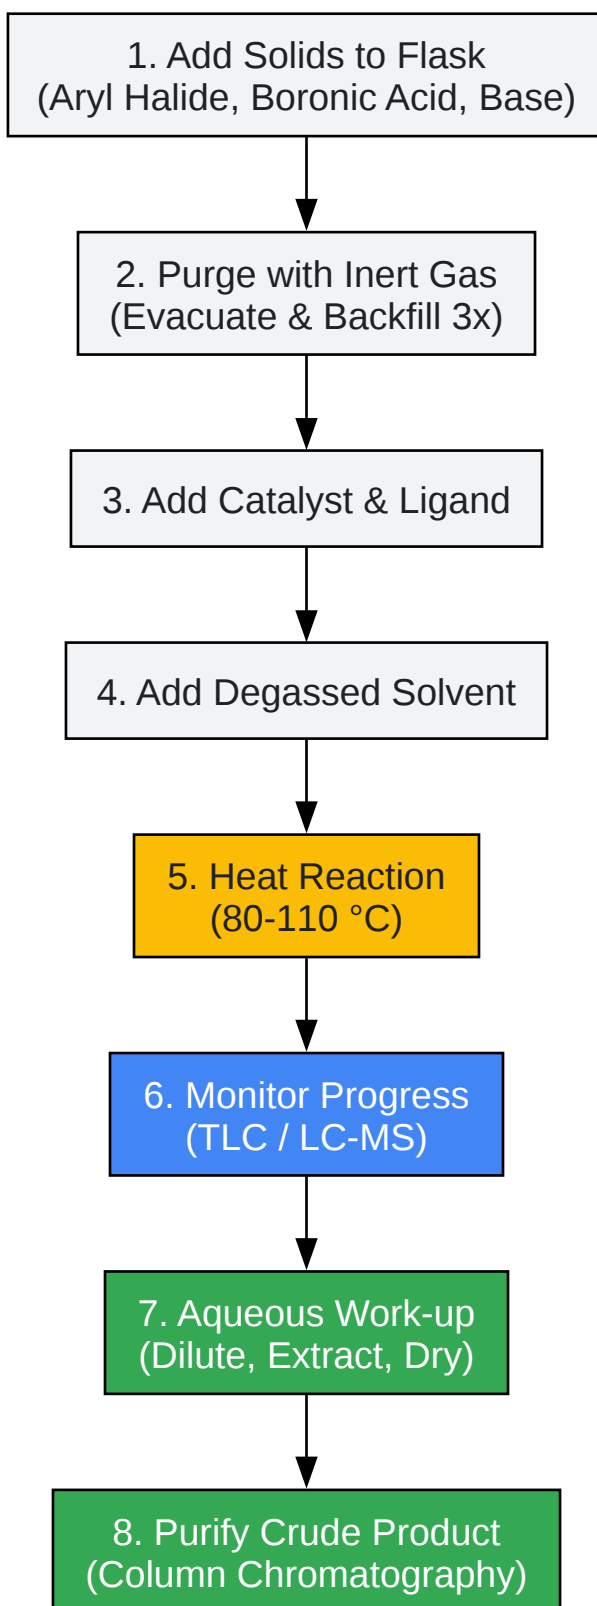 1. Add Solids to Flask
(Aryl Halide, Boronic Acid, Base)
2. Purge with Inert Gas
(Evacuate & Backfill 3x)
3. Add Catalyst & Ligand
4. Add Degassed Solvent
5. Heat Reaction
(80-110 °C)
6. Monitor Progress
(TLC / LC-MS)
7. Aqueous Work-up
(Dilute, Extract, Dry)
8. Purify Crude Product
(Column Chromatography)